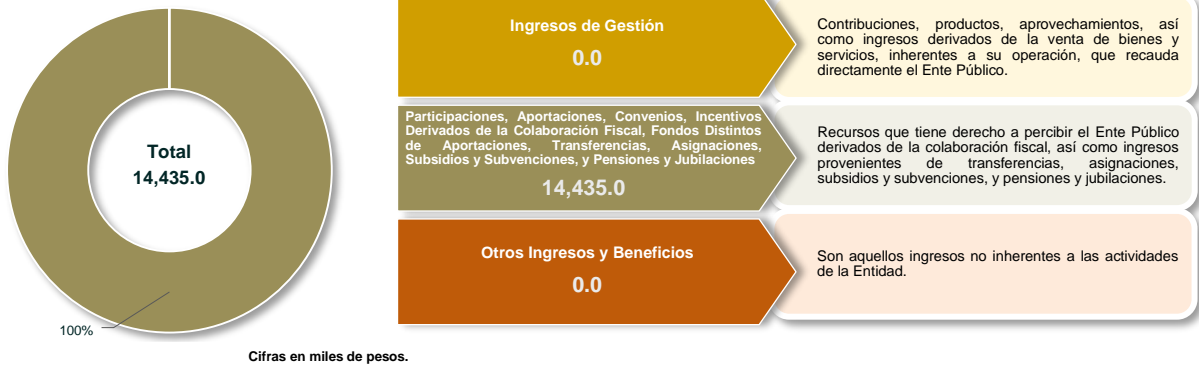 Total
14,435.0
100%
Ingresos de Gestión
0.0
Contribuciones, productos, aprovechamientos, así
como ingresos derivados de la venta de bienes y
servicios, inherentes a su operación, que recauda
directamente el Ente Público.
Participaciones, Aportaciones, Convenios, Incentivos
Derivados de la Colaboración Fiscal, Fondos Distintos
de Aportaciones, Transferencias, Asignaciones,
Subsidios y Subvenciones, y Pensiones y Jubilaciones
14,435.0
Recursos que tiene derecho a percibir el Ente Público
derivados de la colaboración fiscal, así como ingresos
provenientes de transferencias, asignaciones,
subsidios y subvenciones, y pensiones y jubilaciones.
Otros Ingresos y Beneficios
0.0
Son aquellos ingresos no inherentes a las actividades
de la Entidad.
Cifras en miles de pesos.